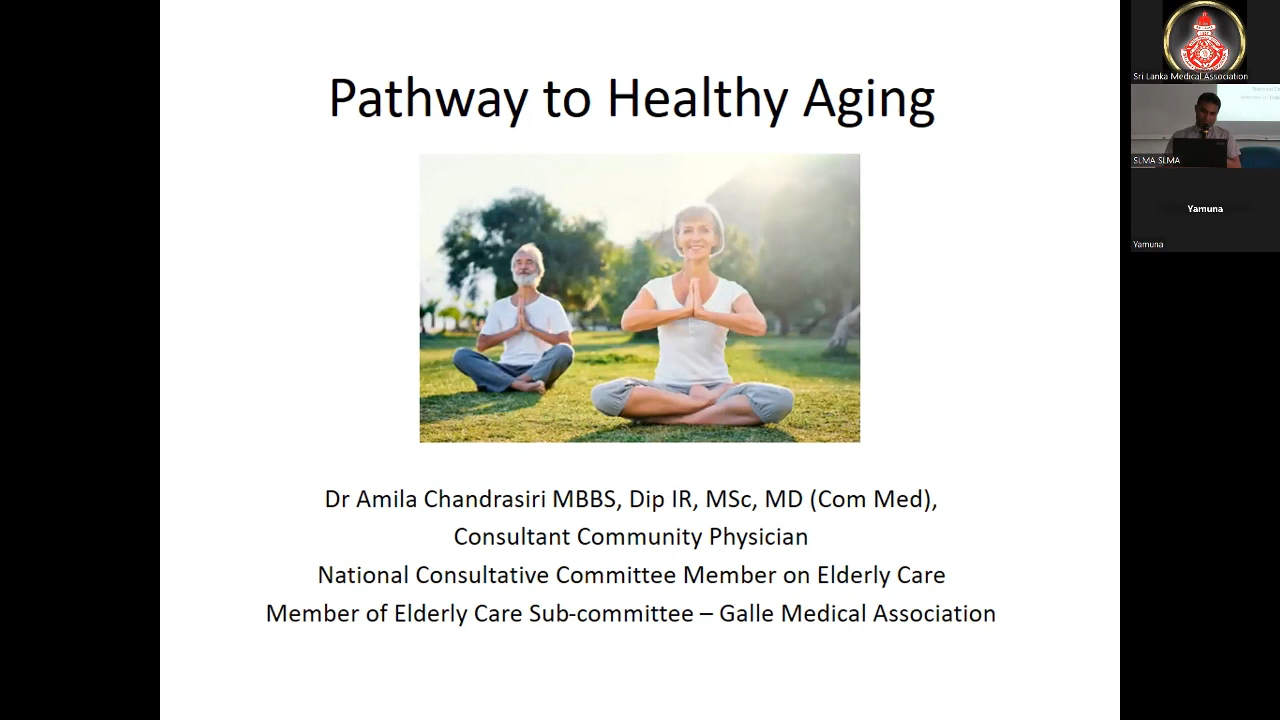 Pathway to Healthy Aging
Dr Amila Chandrasiri MBBS, Dip IR, MSc, MD (Com Med),
Consultant Community Physician
National Consultative Committee Member on Elderly Care
Member of Elderly Care Sub-committee – Galle Medical Association
Sri Lanka Medical Association
SLMA SLMA
Yamuna
Yamuna